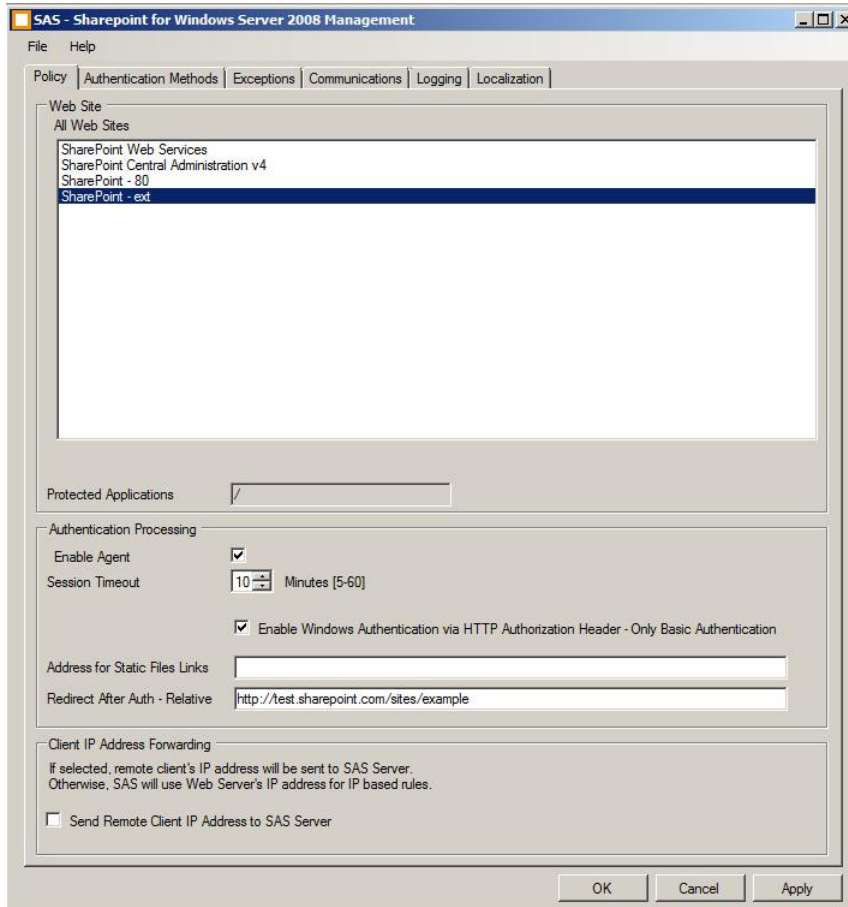 SAS - Sharepoint for Windows Server 2008 Management
File Help
Policy Authentication Methods Exceptions Communications Logging Localization
Web Site
All Web Sites
SharePoint Web Services
SharePoint Central Administration v4
SharePoint - 80
SharePoint - ext
Protected Applications /
Authentication Processing
Enable Agent
Session Timeout 10 Minutes [5-60]
Enable Windows Authentication via HTTP Authorization Header - Only Basic Authentication
Address for Static Files Links
Redirect After Auth - Relative http://test.sharepoint.com/sites/example
Client IP Address Forwarding
If selected, remote client's IP address will be sent to SAS Server.
Otherwise, SAS will use Web Server's IP address for IP based rules.
Send Remote Client IP Address to SAS Server
OK Cancel Apply